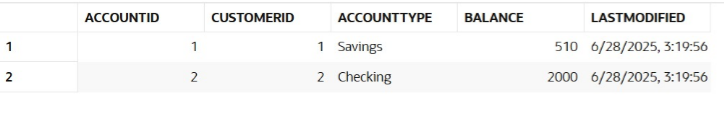 ACCOUNTID CUSTOMERID ACCOUNTTYPE BALANCE LASTMODIFIED
1 1 1 Savings 510 6/28/2025, 3:19:56
2 2 2 Checking 2000 6/28/2025, 3:19:56